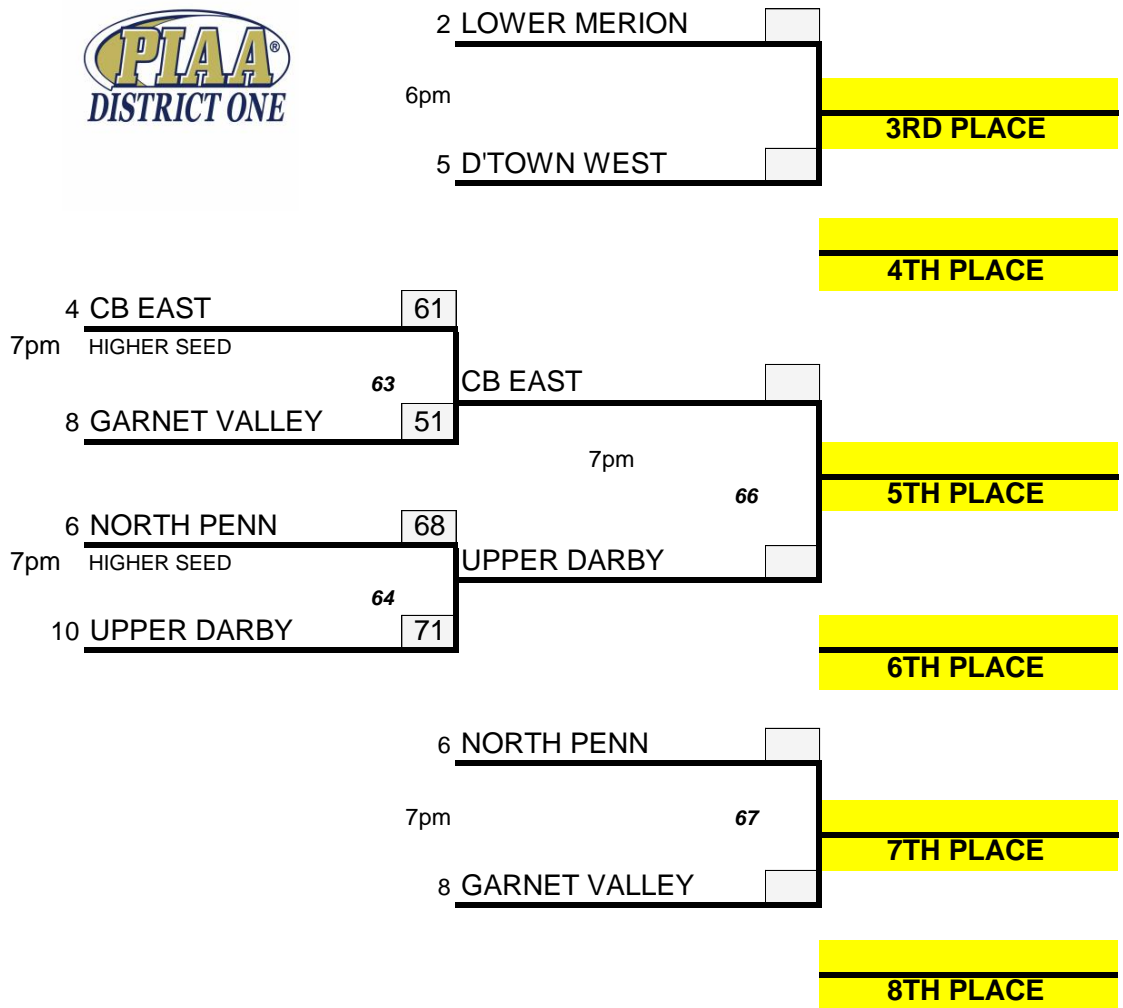 PIAA®
DISTRICT ONE
2 LOWER MERION
6pm
3RD PLACE
5 D'TOWN WEST
4TH PLACE
4 CB EAST 61
7pm HIGHER SEED
63
CB EAST
8 GARNET VALLEY 51
7pm
66
5TH PLACE
6 NORTH PENN 68
7pm HIGHER SEED
UPPER DARBY
64
10 UPPER DARBY 71
6TH PLACE
6 NORTH PENN
7pm 67
7TH PLACE
8 GARNET VALLEY
8TH PLACE